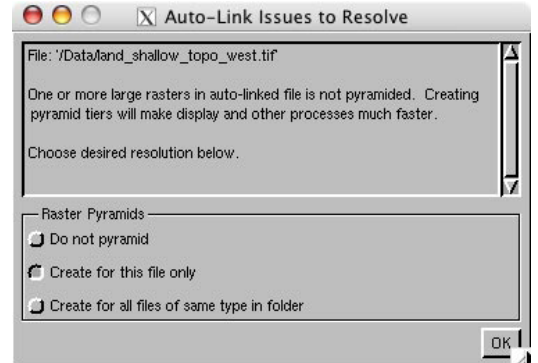 X Auto-Link Issues to Resolve
File: '/Data/land_shallow_topo_west.tif'
One or more large rasters in auto-linked file is not pyramided. Creating
pyramid tiers will make display and other processes much faster.
Choose desired resolution below.
Raster Pyramids
Do not pyramid
Create for this file only
Create for all files of same type in folder
OK